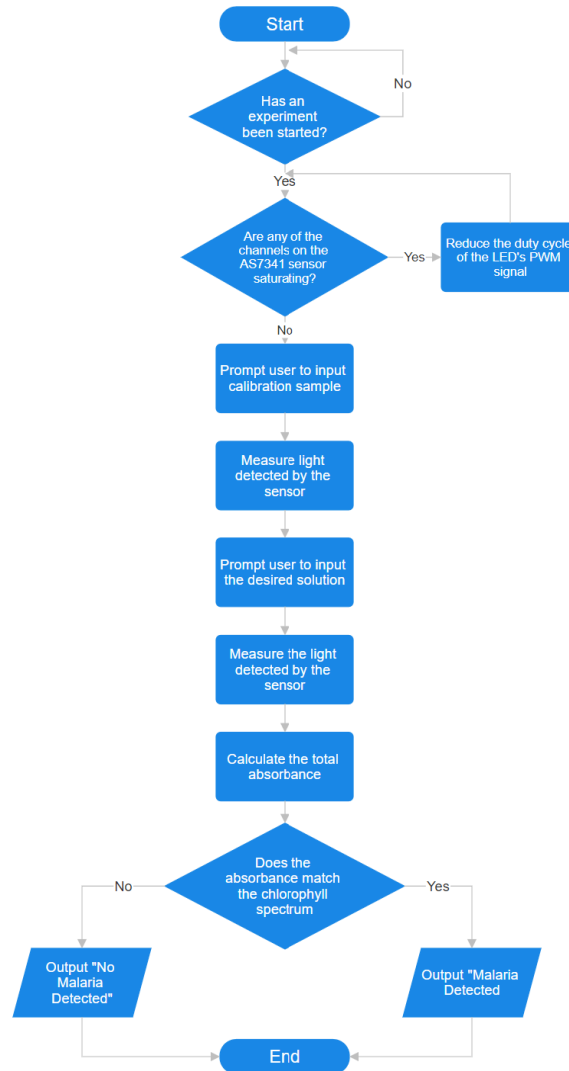 Start
No
Has an
experiment
been started?
Yes
Are any of the
channels on the
AS7341 sensor
saturating?
Yes
Reduce the duty cycle
of the LED's PWM
signal
No
Prompt user to input
calibration sample
Measure light
detected by the
sensor
Prompt user to input
the desired solution
Measure the light
detected by the
sensor
Calculate the total
absorbance
Does the
absorbance match
the chlorophyll
spectrum
No
Yes
Output "No
Malaria
Detected"
Output "Malaria
Detected
End